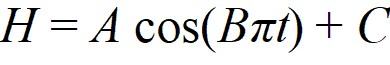 H = A cos(Bπt) + C